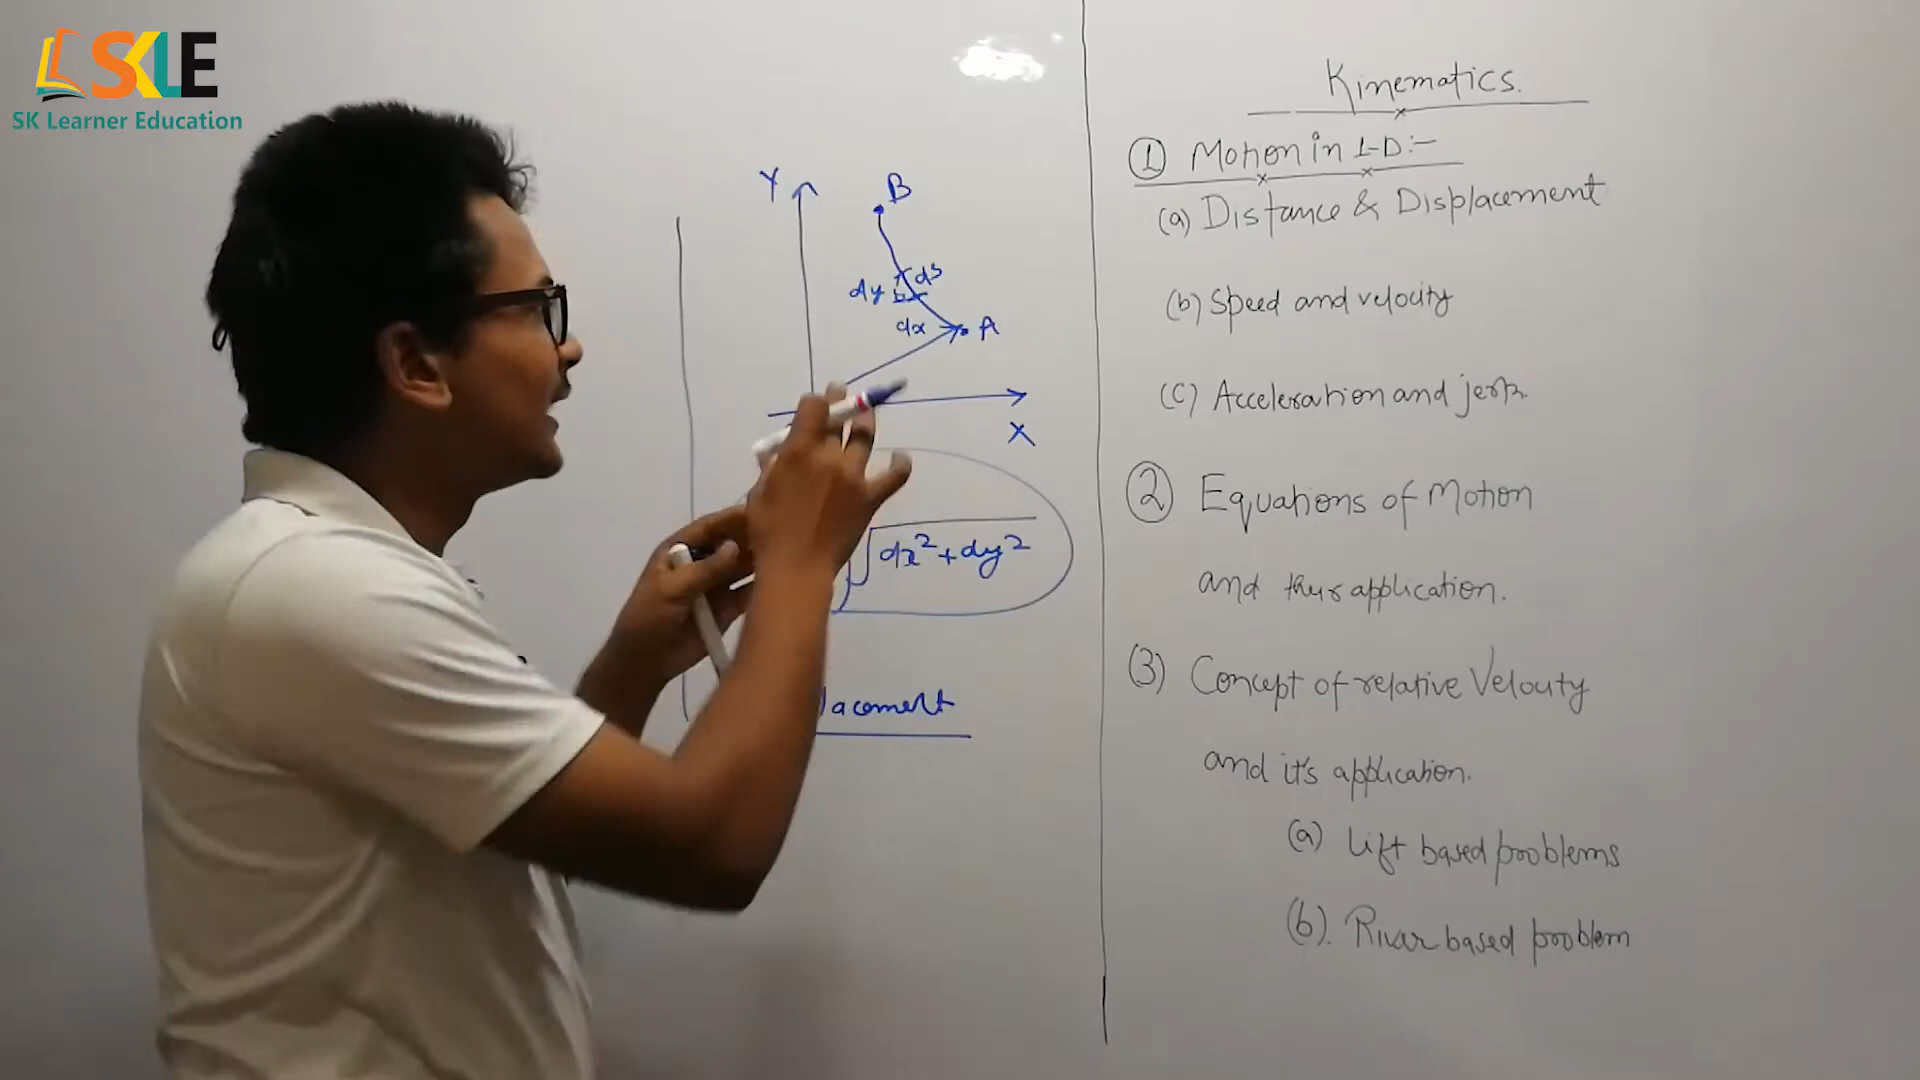 SKLE
SK Learner Education
Y
B
dy
ds
dx
A
X
√dx²+dy²
lacement
Kinematics.
① Motion in 1-D:-
(a) Distance & Displacement
(b) Speed and velocity
(c) Acceleration and jerk
② Equations of Motion
and their application.
(3) Concept of relative Velocity
and it's application.
(a) Lift based problems
(b). River based problem